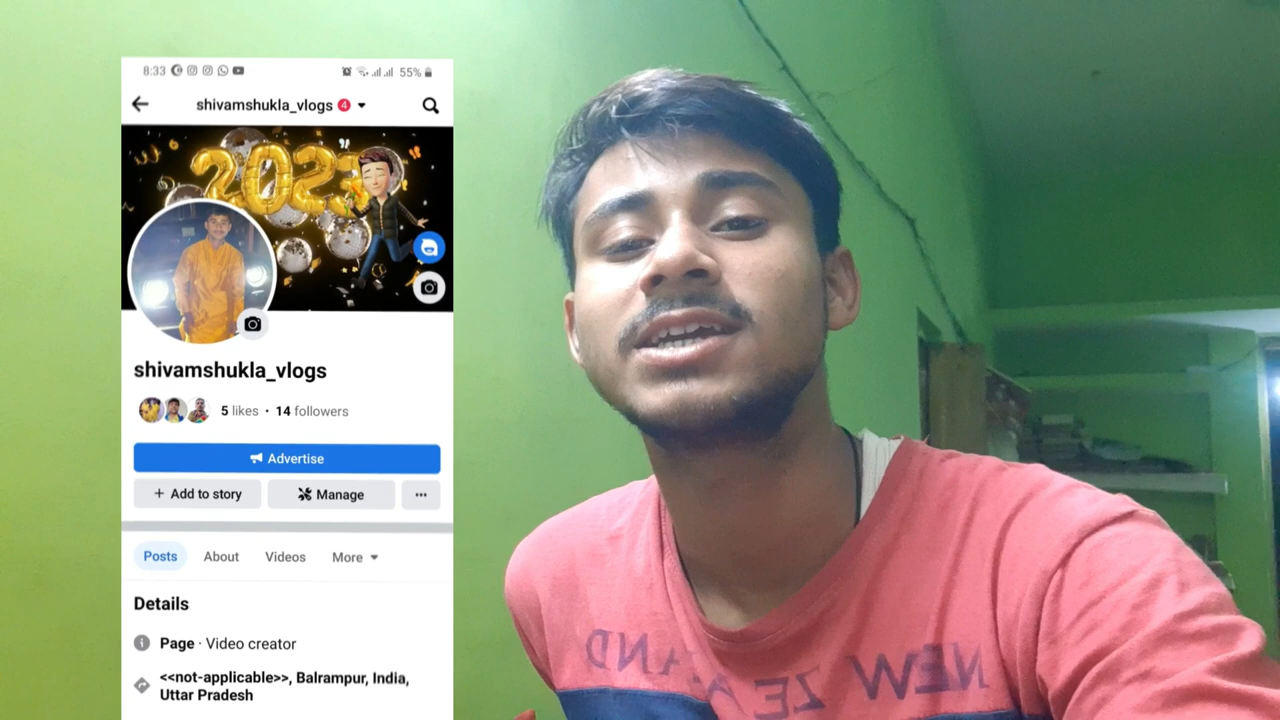 8:33 55%
shivamshukla_vlogs 4
2023
shivamshukla_vlogs
5 likes • 14 followers
Advertise
+ Add to story Manage ...
Posts About Videos More
Details
Page · Video creator
<<not-applicable>>, Balrampur, India,
Uttar Pradesh
NEW ZEALAND